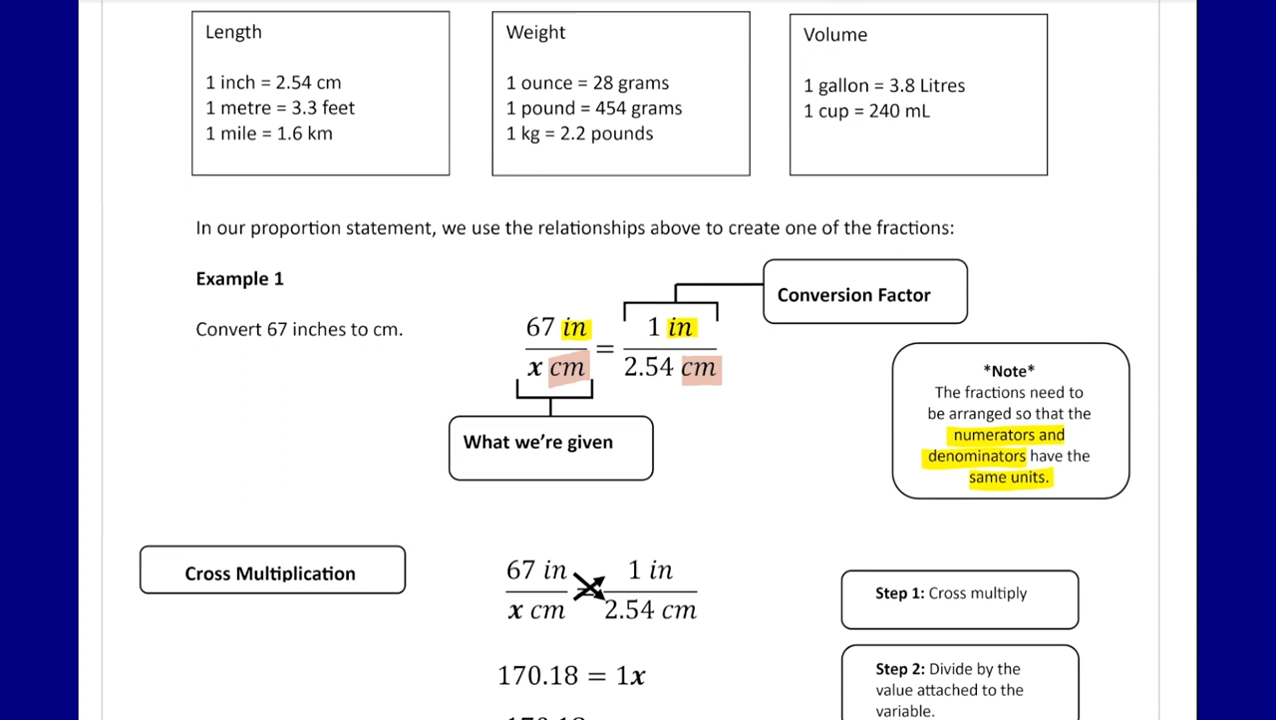 Length
1 inch = 2.54 cm
1 metre = 3.3 feet
1 mile = 1.6 km
Weight
1 ounce = 28 grams
1 pound = 454 grams
1 kg = 2.2 pounds
Volume
1 gallon = 3.8 Litres
1 cup = 240 mL
In our proportion statement, we use the relationships above to create one of the fractions:
Example 1
Convert 67 inches to cm.
67 in
x cm
=
1 in
2.54 cm
Conversion Factor
What we’re given
*Note*
The fractions need to
be arranged so that the
numerators and
denominators have the
same units.
Cross Multiplication
67 in
x cm
=
1 in
2.54 cm
170.18 = 1x
Step 1: Cross multiply
Step 2: Divide by the
value attached to the
variable.